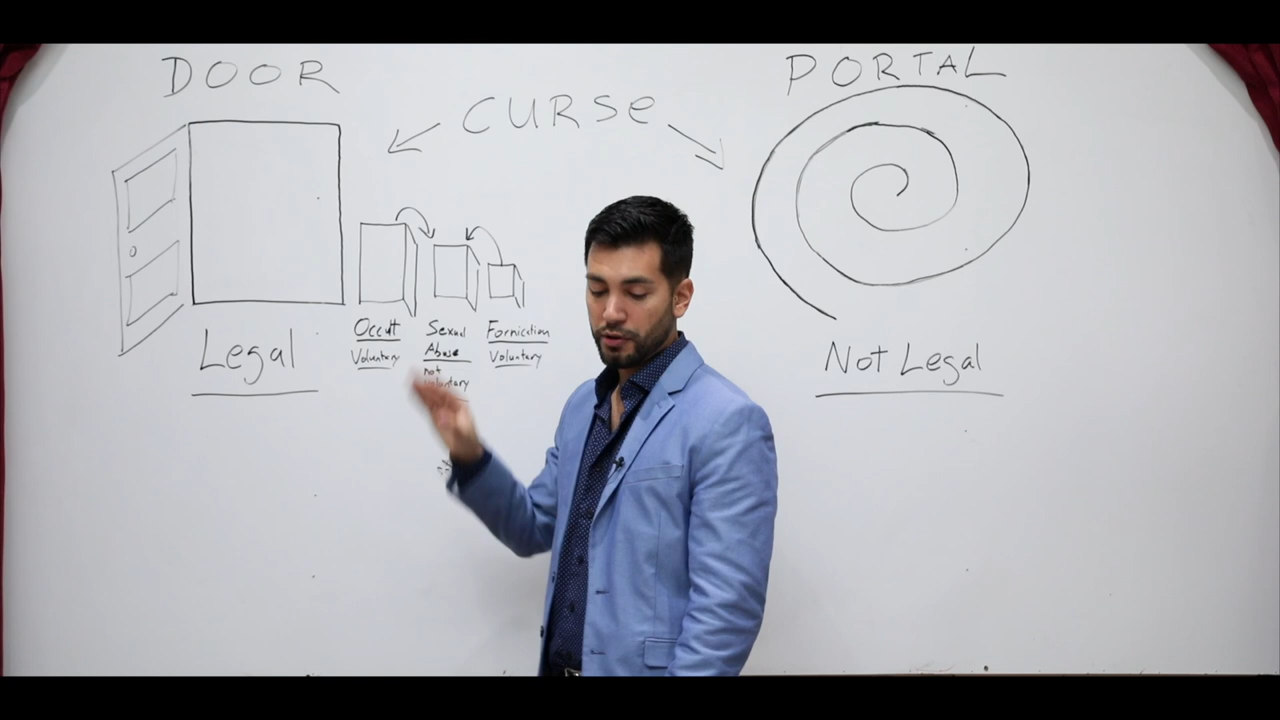 DOOR
PORTAL
CURSE
Occult
Voluntary
Sexual
Abuse
not
voluntary
Fornication
Voluntary
Legal
Not Legal